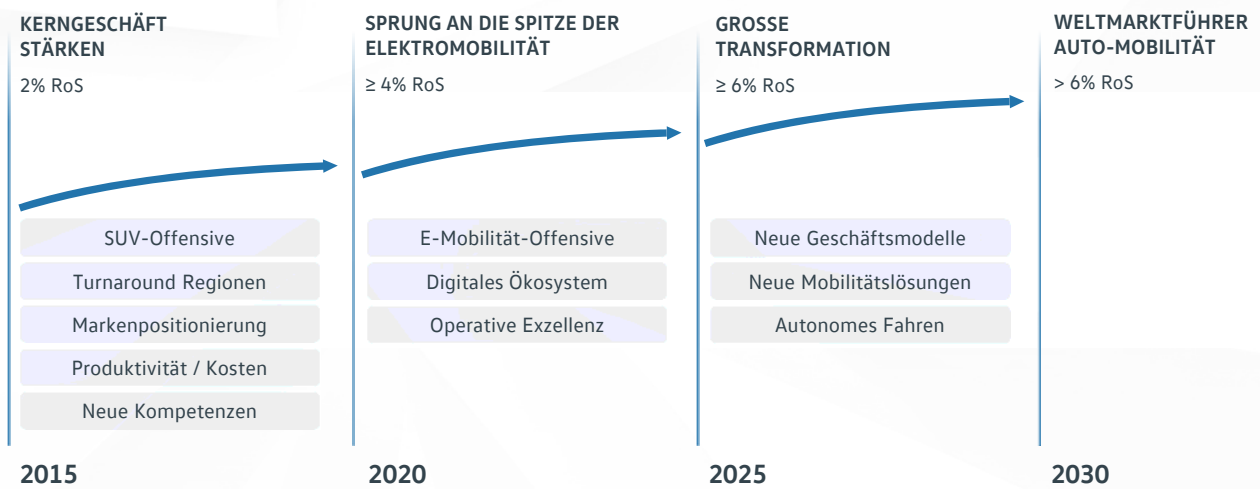 KERNGESCHÄFT
STÄRKEN
2% RoS
SUV-Offensive
Turnaround Regionen
Markenpositionierung
Produktivität / Kosten
Neue Kompetenzen
2015
SPRUNG AN DIE SPITZE DER
ELEKTROMOBILITÄT
≥ 4% RoS
E-Mobilität-Offensive
Digitales Ökosystem
Operative Exzellenz
2020
GROSSE
TRANSFORMATION
≥ 6% RoS
Neue Geschäftsmodelle
Neue Mobilitätslösungen
Autonomes Fahren
2025
WELTMARKTFÜHRER
AUTO-MOBILITÄT
> 6% RoS
2030